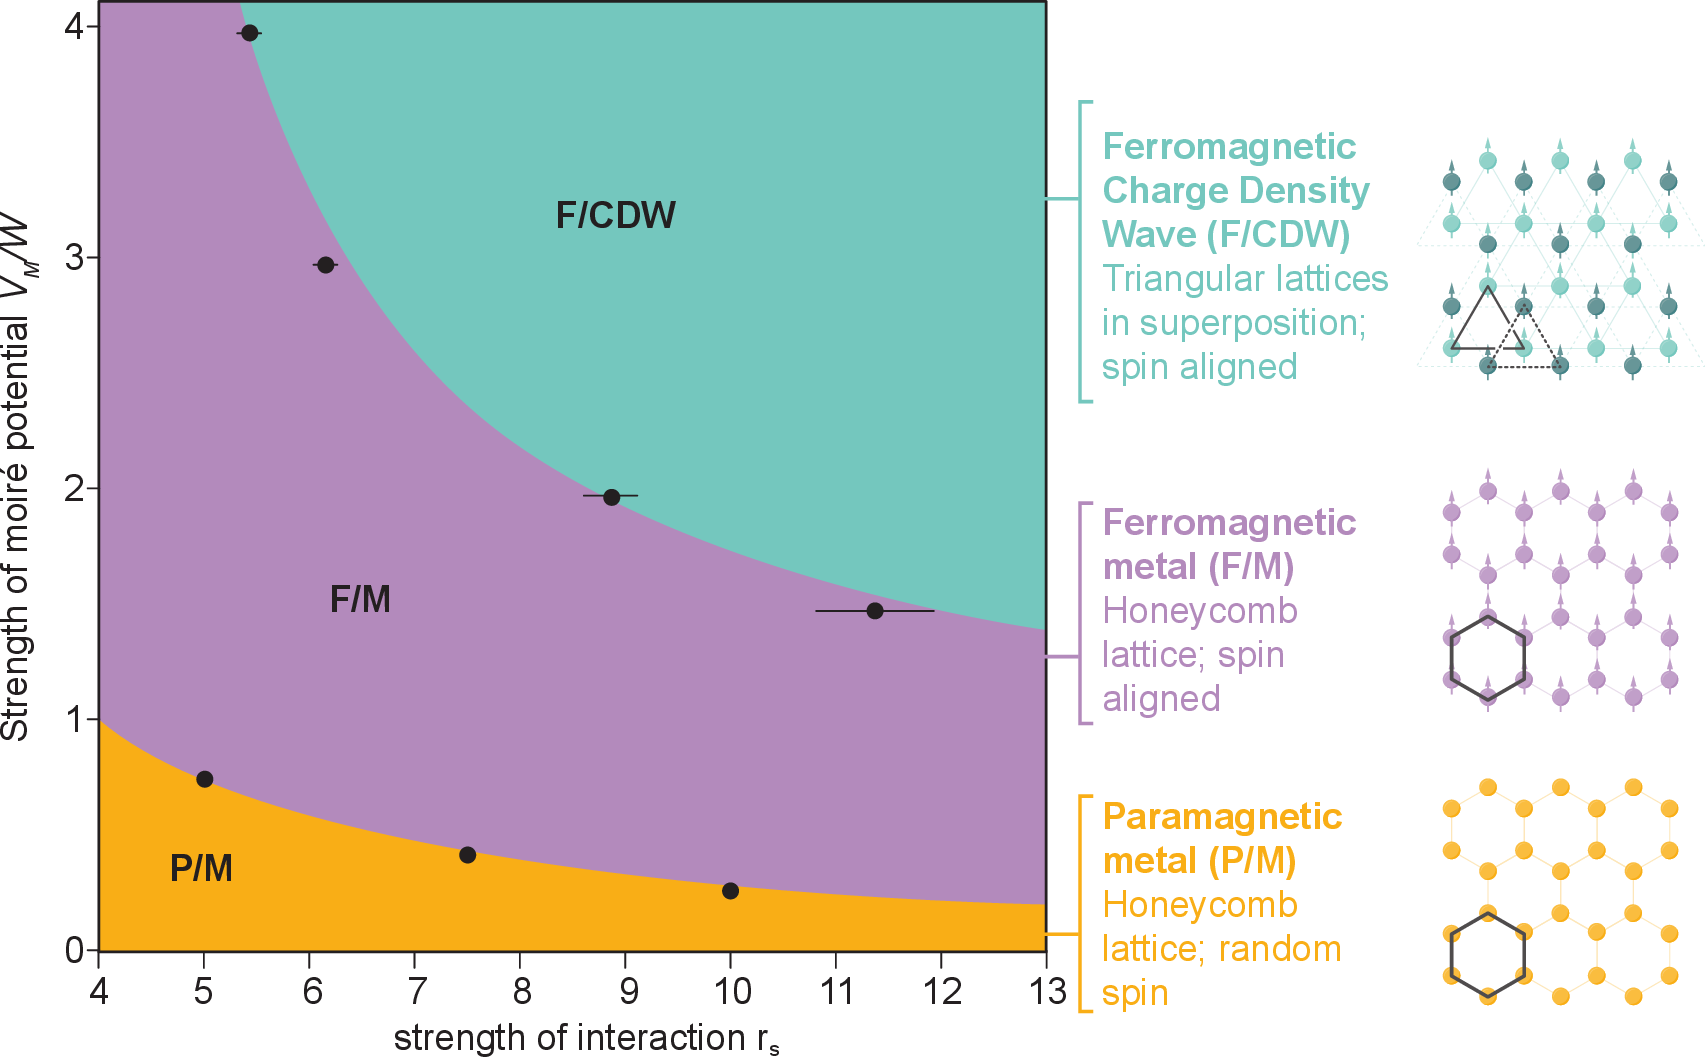 4
3
2
1
0
Strength of moiré potential V_M/W
F/CDW
F/M
P/M
4 5 6 7 8 9 10 11 12 13
strength of interaction r_s
Ferromagnetic
Charge Density
Wave (F/CDW)
Triangular lattices
in superposition;
spin aligned
Ferromagnetic
metal (F/M)
Honeycomb
lattice; spin
aligned
Paramagnetic
metal (P/M)
Honeycomb
lattice; random
spin